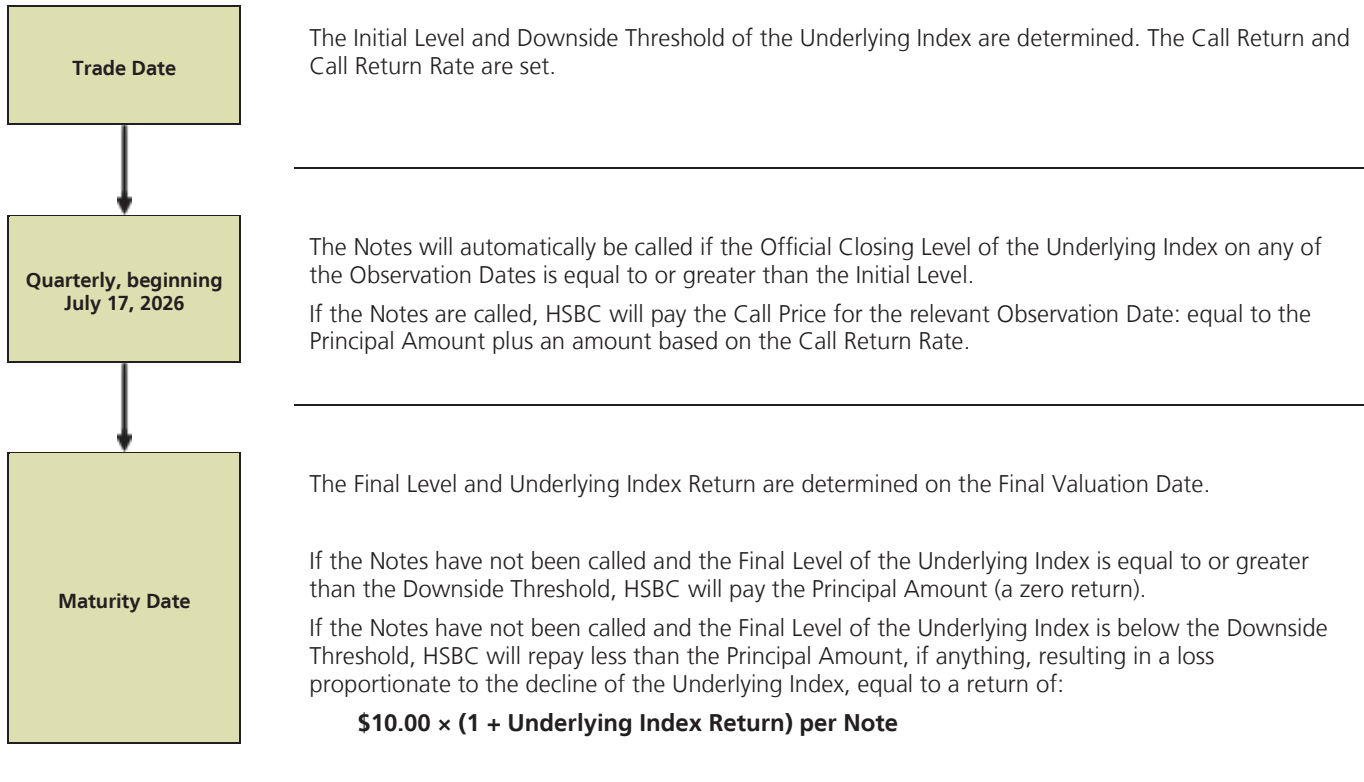 Trade Date
The Initial Level and Downside Threshold of the Underlying Index are determined. The Call Return and
Call Return Rate are set.
Quarterly, beginning
July 17, 2026
The Notes will automatically be called if the Official Closing Level of the Underlying Index on any of
the Observation Dates is equal to or greater than the Initial Level.
If the Notes are called, HSBC will pay the Call Price for the relevant Observation Date: equal to the
Principal Amount plus an amount based on the Call Return Rate.
Maturity Date
The Final Level and Underlying Index Return are determined on the Final Valuation Date.
If the Notes have not been called and the Final Level of the Underlying Index is equal to or greater
than the Downside Threshold, HSBC will pay the Principal Amount (a zero return).
If the Notes have not been called and the Final Level of the Underlying Index is below the Downside
Threshold, HSBC will repay less than the Principal Amount, if anything, resulting in a loss
proportionate to the decline of the Underlying Index, equal to a return of:
$10.00 × (1 + Underlying Index Return) per Note